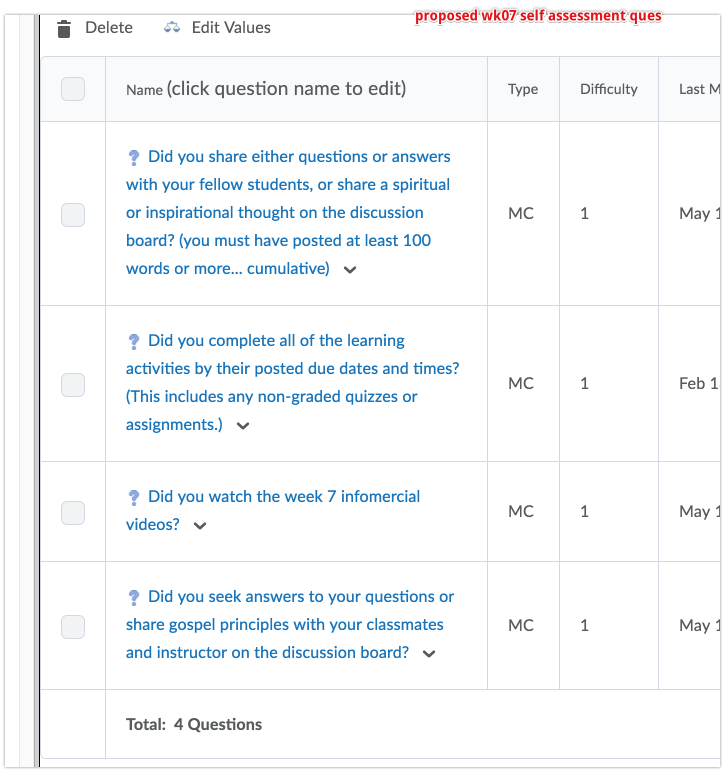 proposed wk07 self assessment ques
Delete Edit Values
Name (click question name to edit) Type Difficulty Last M
Did you share either questions or answers
with your fellow students, or share a spiritual
or inspirational thought on the discussion
board? (you must have posted at least 100
words or more... cumulative)
MC 1 May 1
Did you complete all of the learning
activities by their posted due dates and times?
(This includes any non-graded quizzes or
assignments.)
MC 1 Feb 1
Did you watch the week 7 infomercial
videos?
MC 1 May 1
Did you seek answers to your questions or
share gospel principles with your classmates
and instructor on the discussion board?
MC 1 May 1
Total: 4 Questions